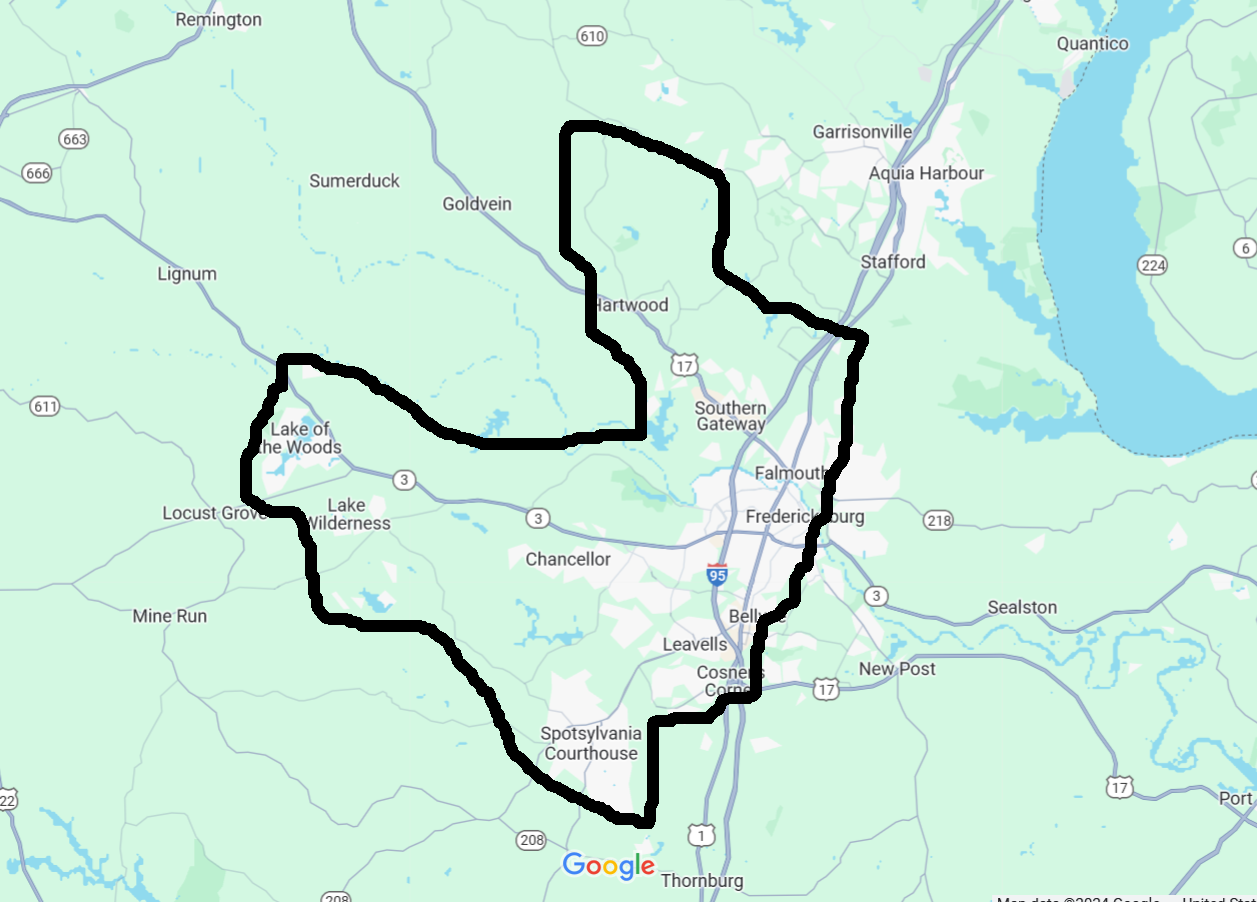 Remington
610
Quantico
663
Garrisonville
666
Sumerduck
Aquia Harbour
Goldvein
6
Stafford
224
Lignum
Hartwood
17
611
Southern
Gateway
Lake of
the Woods
Falmouth
3
Locust Grove
Lake
Wilderness
3
Fredericksburg
218
Chancellor
95
3
Mine Run
Sealston
Leavells
New Post
Cosners
Corner
17
Spotsylvania
Courthouse
17
22
Port
208
1
Google
Thornburg
208
Map data ©2024 Google
United Stat